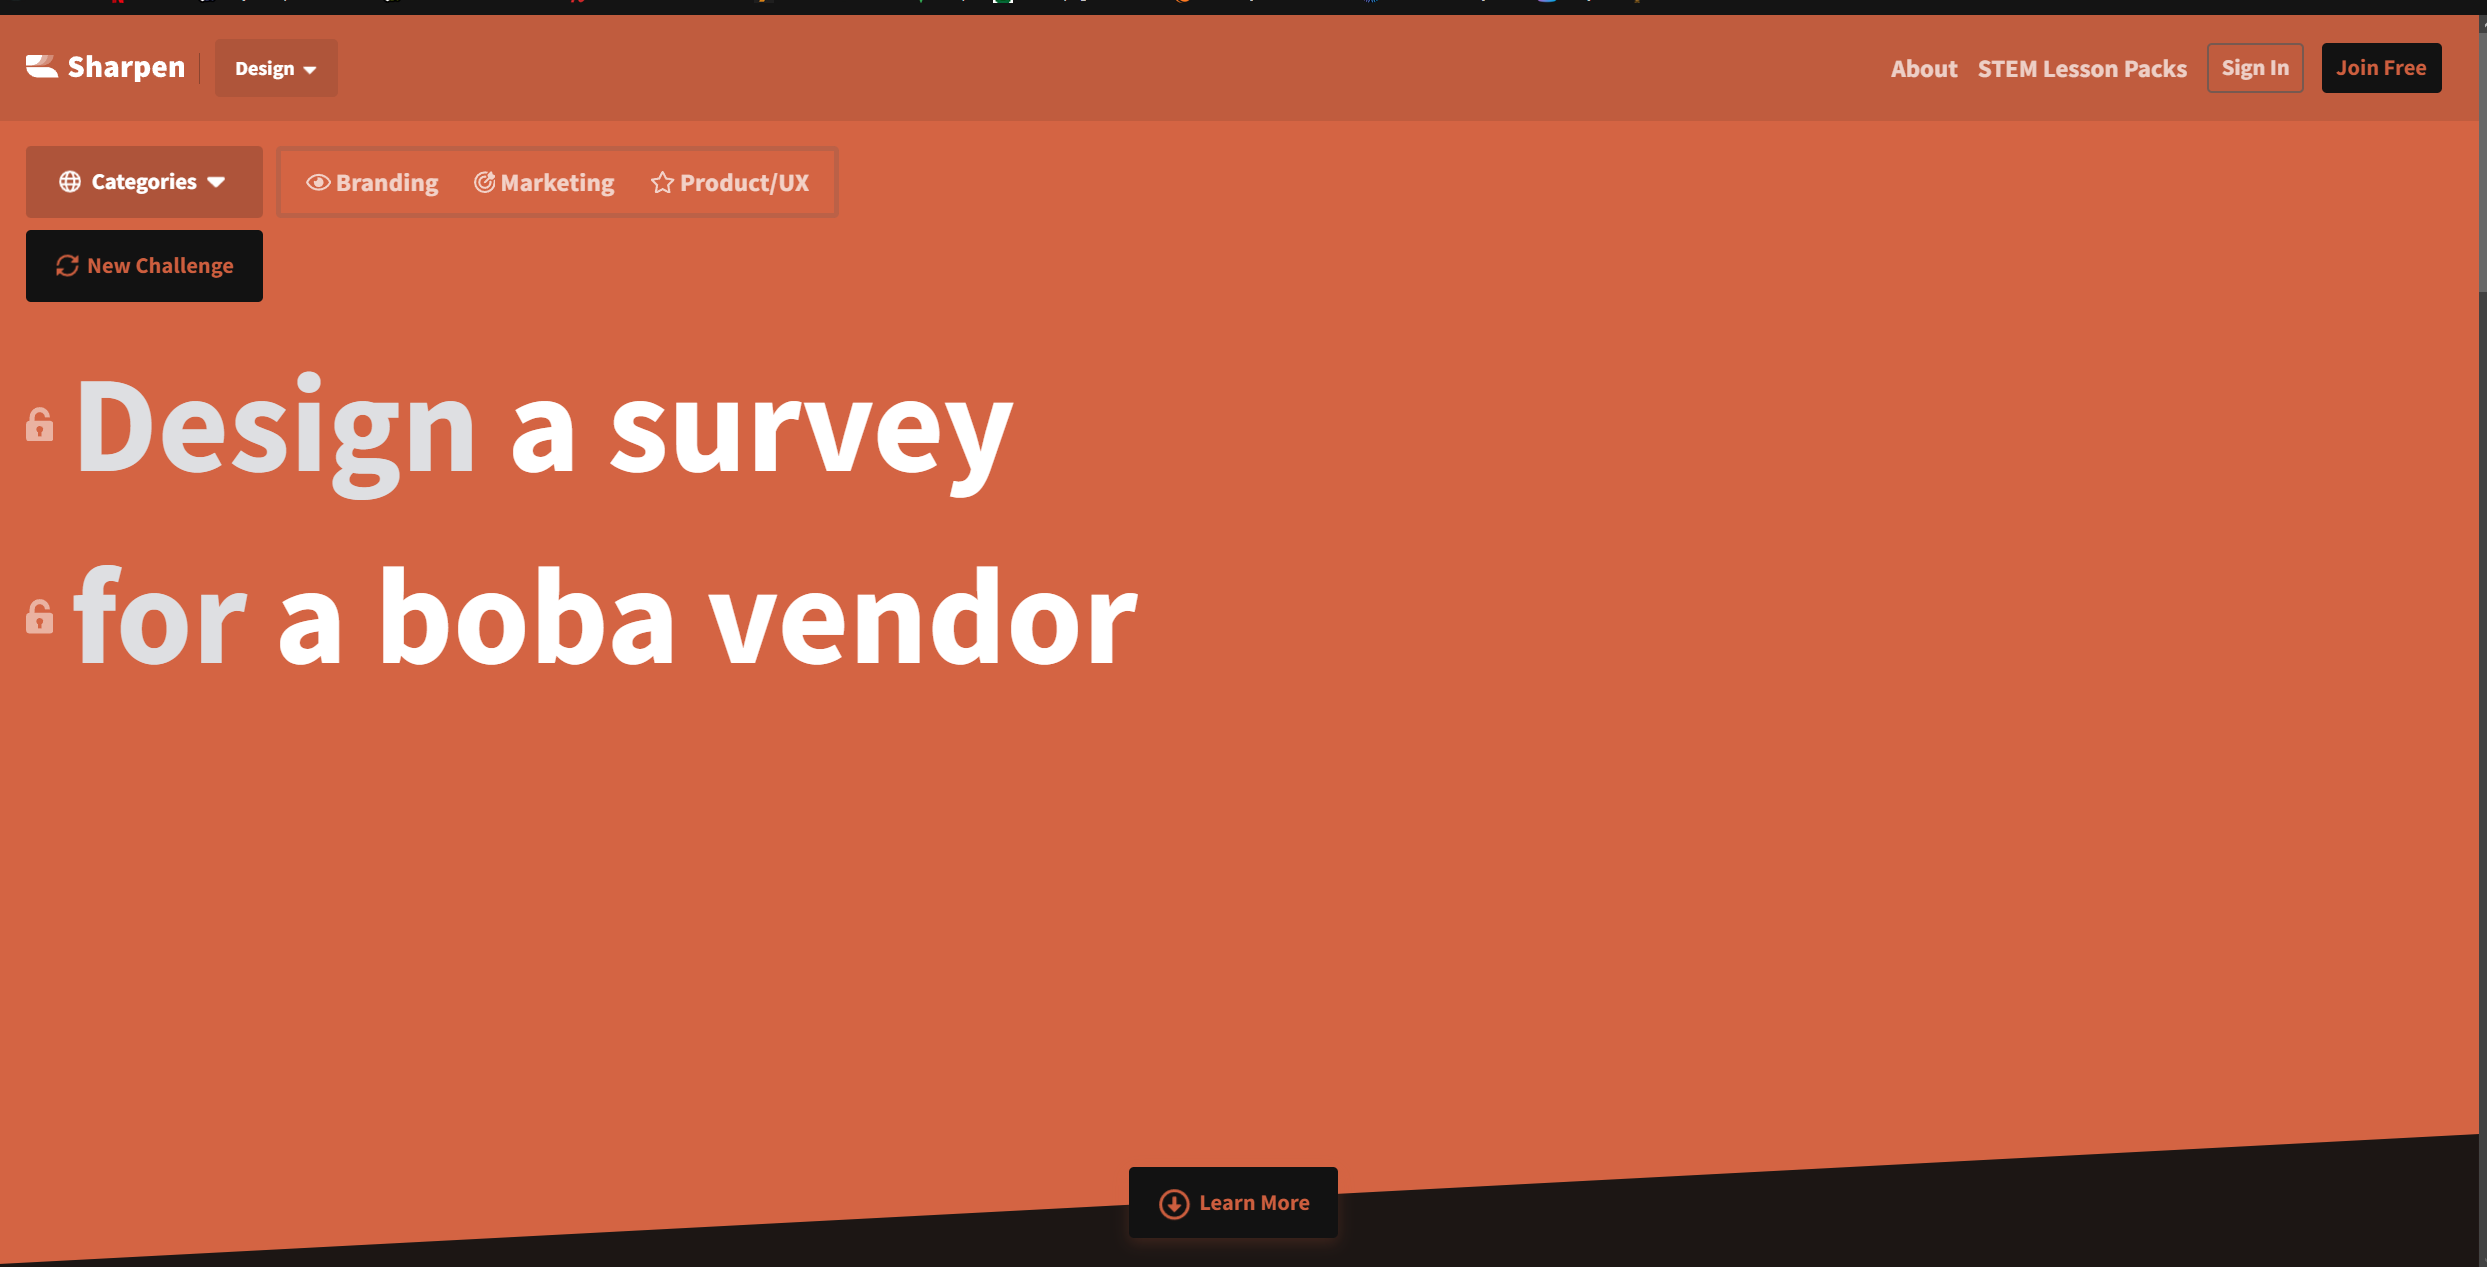 Sharpen
Design
About
STEM Lesson Packs
Sign In
Join Free
Categories
Branding
Marketing
Product/UX
New Challenge
Design a survey
for a boba vendor
Learn More